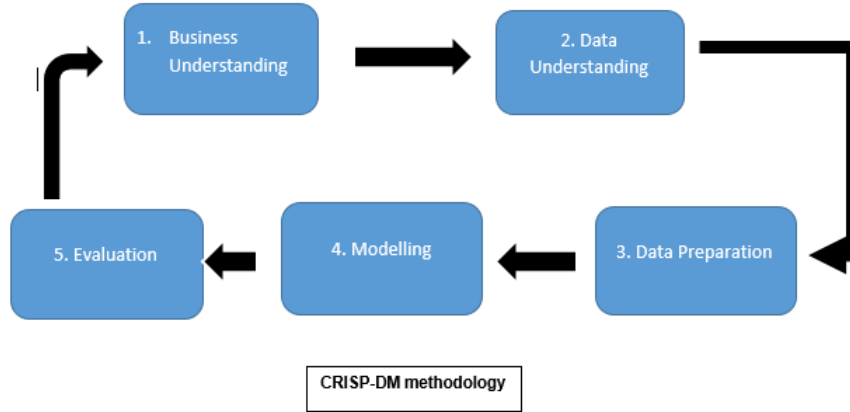 1. Business
Understanding
2. Data
Understanding
3. Data Preparation
4. Modelling
5. Evaluation
CRISP-DM methodology